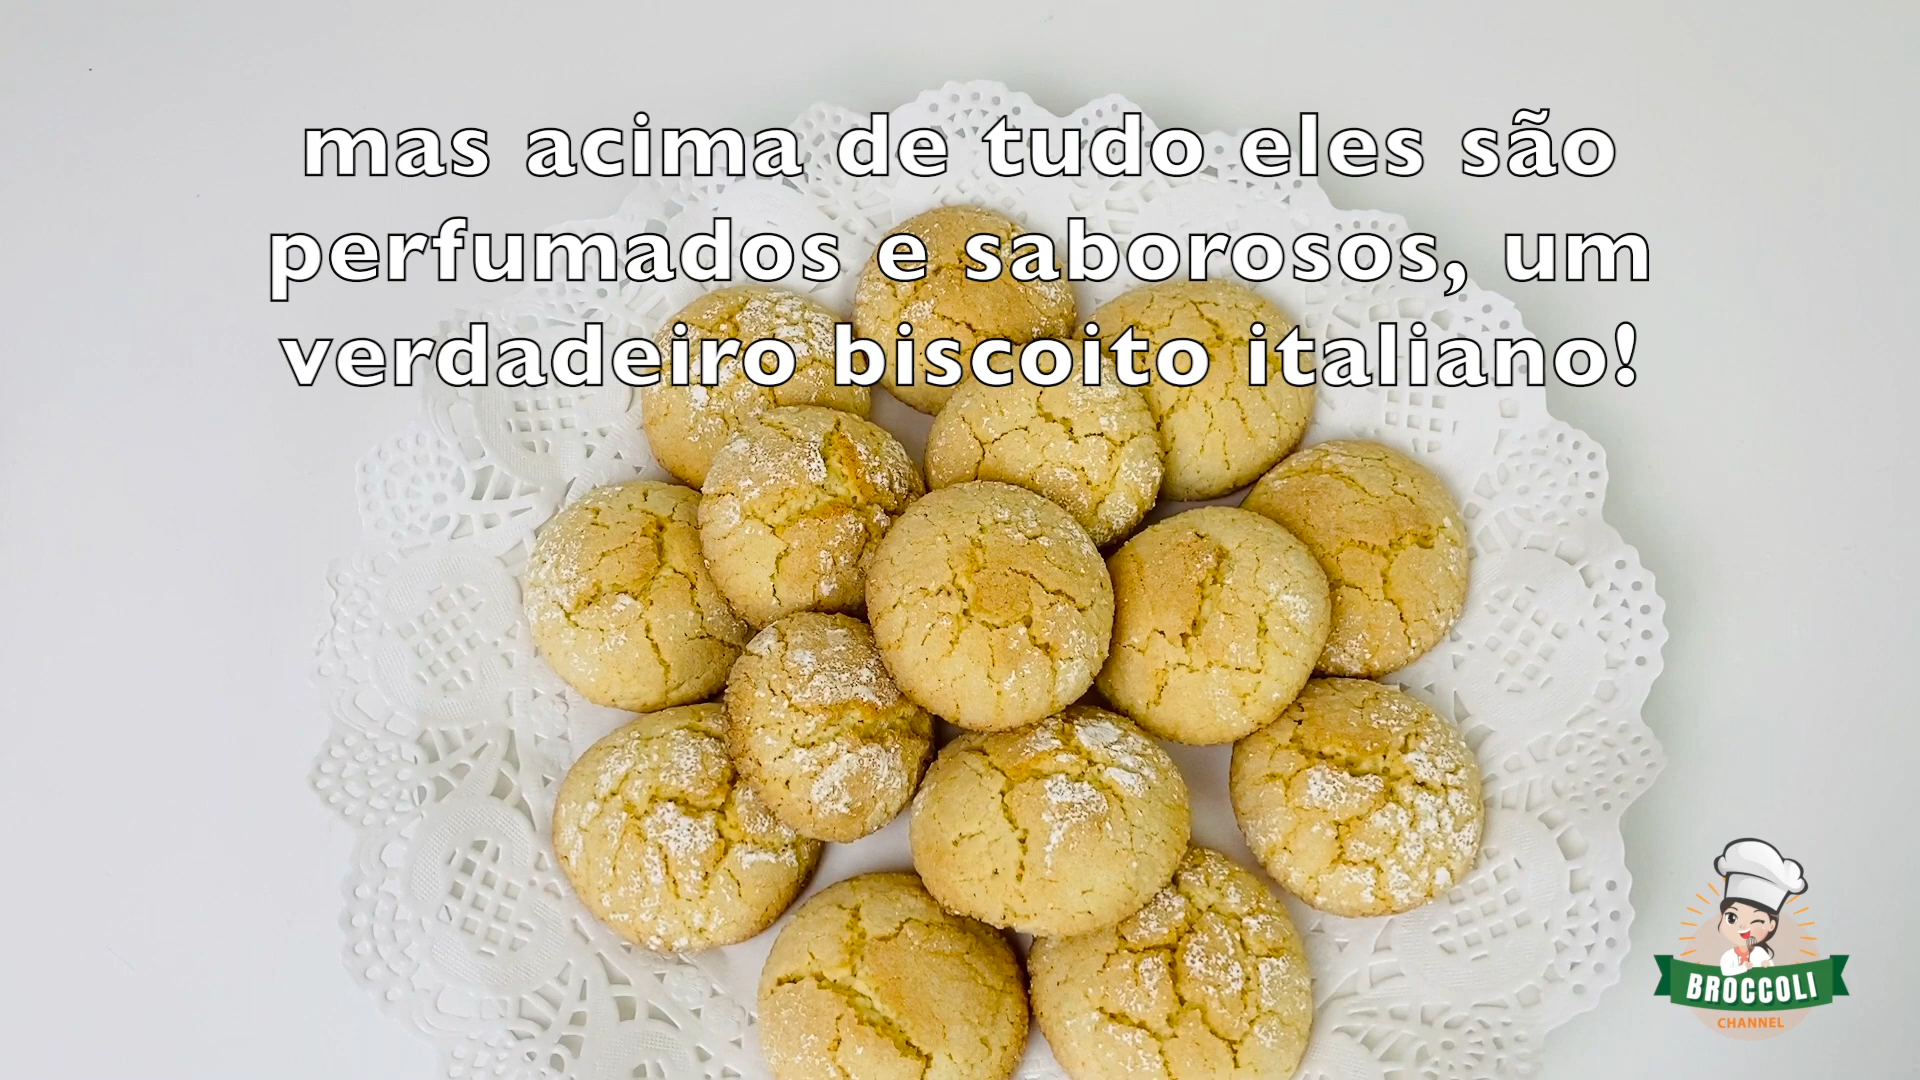 mas acima de tudo eles são
perfumados e saborosos, um
verdadeiro biscoito italiano!
BROCCOLI
CHANNEL